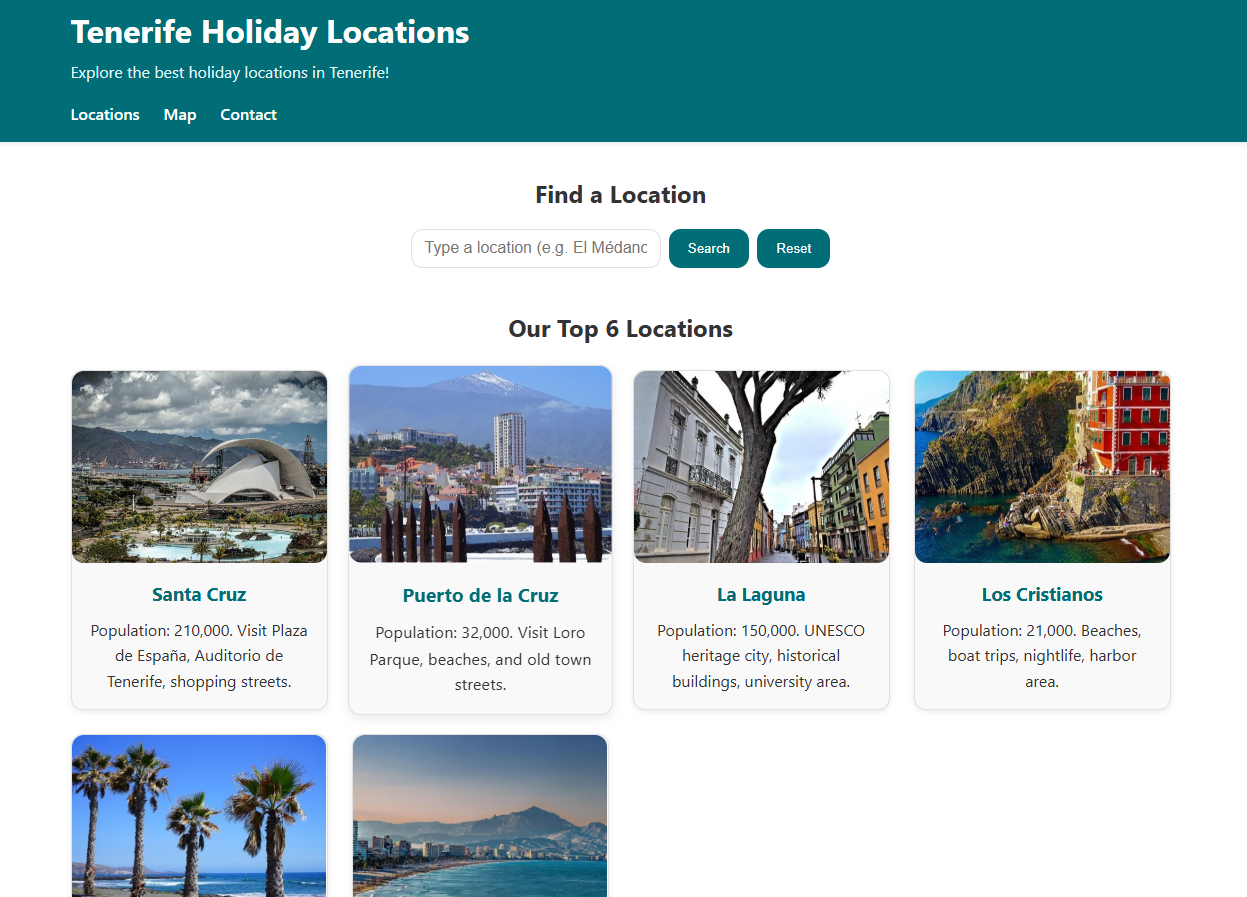 Tenerife Holiday Locations
Explore the best holiday locations in Tenerife!
Locations Map Contact
Find a Location
Type a location (e.g. El Médanc
Search
Reset
Our Top 6 Locations
Santa Cruz
Population: 210,000. Visit Plaza
de España, Auditorio de
Tenerife, shopping streets.
Puerto de la Cruz
Population: 32,000. Visit Loro
Parque, beaches, and old town
streets.
La Laguna
Population: 150,000. UNESCO
heritage city, historical
buildings, university area.
Los Cristianos
Population: 21,000. Beaches,
boat trips, nightlife, harbor
area.